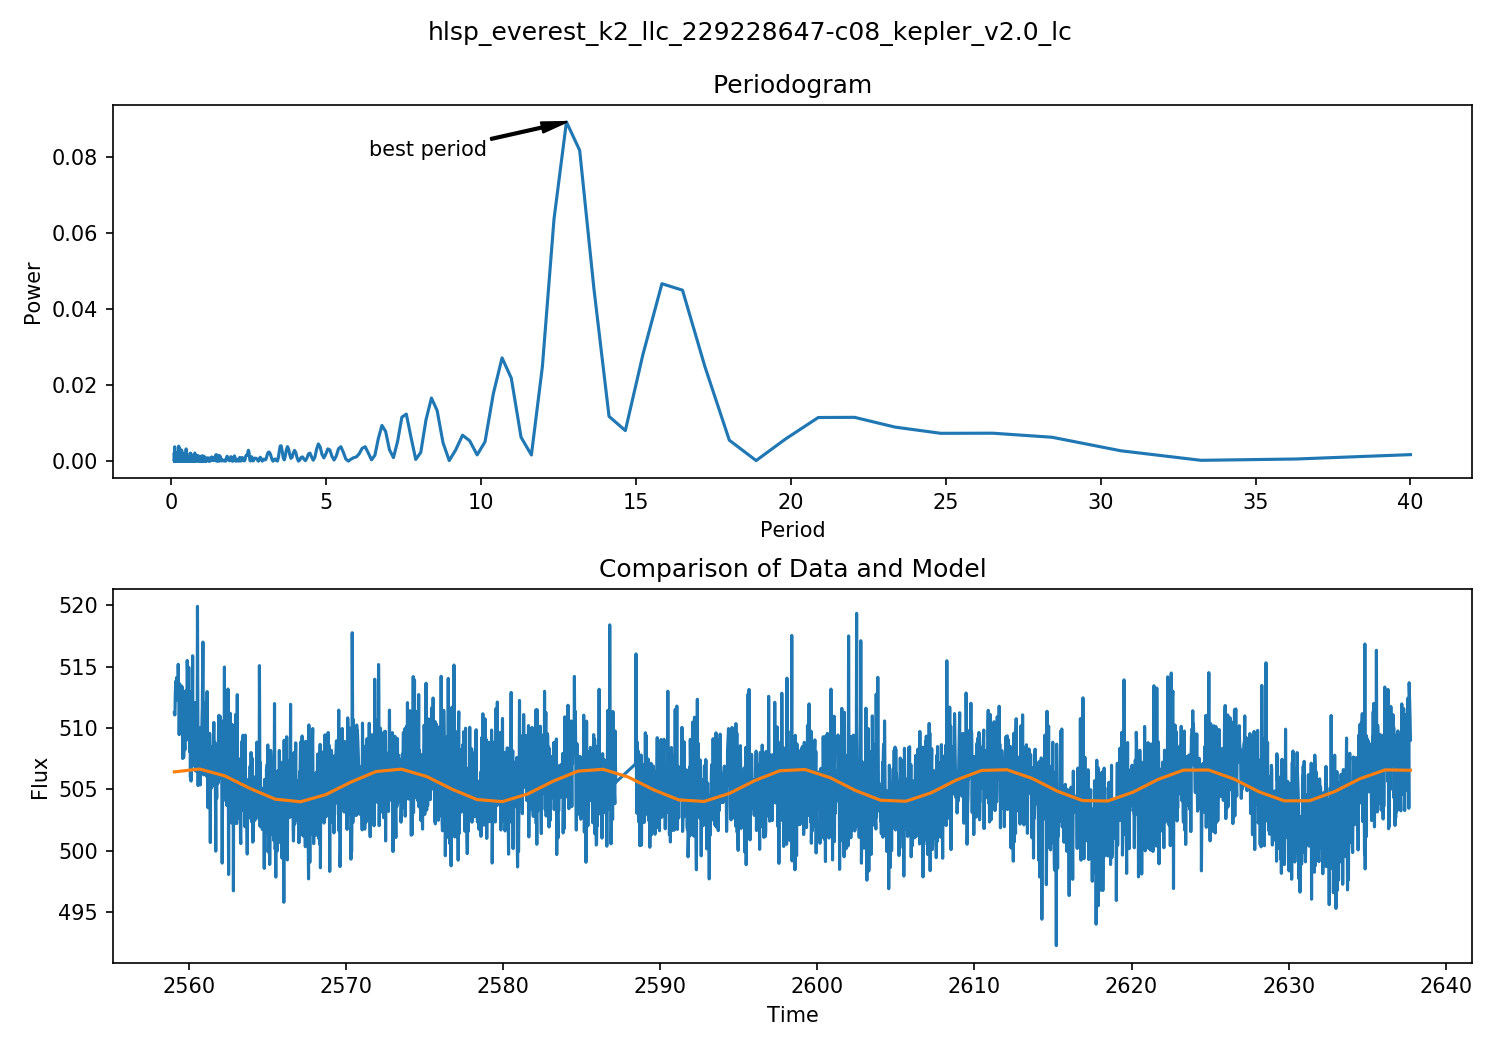 hlsp_everest_k2_llc_229228647-c08_kepler_v2.0_lc
Periodogram
best period
Power
0.08
0.06
0.04
0.02
0.00
0 5 10 15 20 25 30 35 40
Period
Comparison of Data and Model
Flux
520
515
510
505
500
495
2560 2570 2580 2590 2600 2610 2620 2630 2640
Time